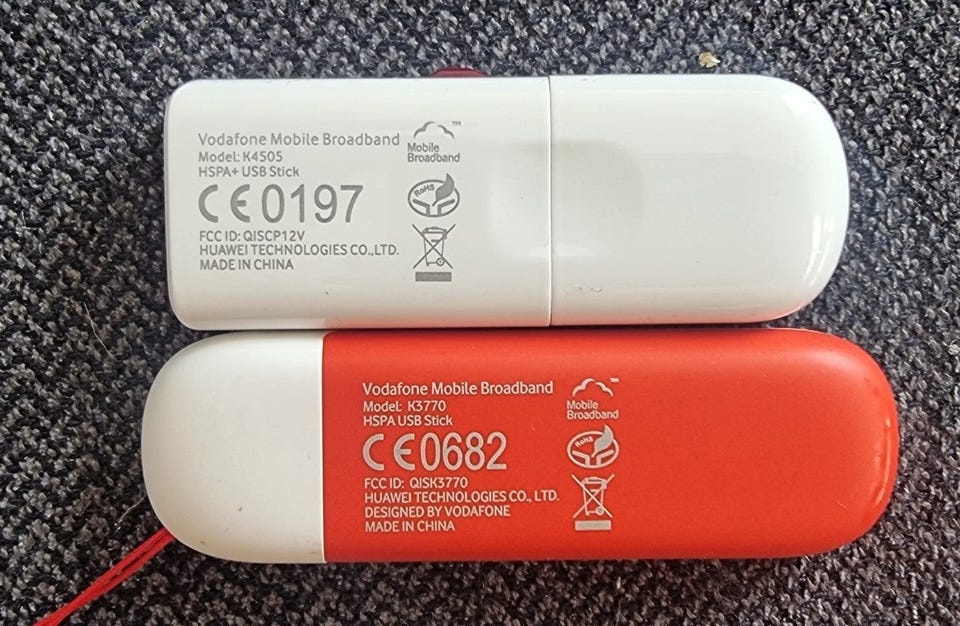 Vodafone Mobile Broadband
Model: K4505
HSPA+ USB Stick
CE0197
FCC ID: QISCP12V
HUAWEI TECHNOLOGIES CO.,LTD.
MADE IN CHINA
TM
Mobile
Broadband
RoHS
Vodafone Mobile Broadband
Model: K3770
HSPA USB Stick
CE0682
FCC ID: QISK3770
HUAWEI TECHNOLOGIES CO., LTD.
DESIGNED BY VODAFONE
MADE IN CHINA
TM
Mobile
Broadband
RoHS